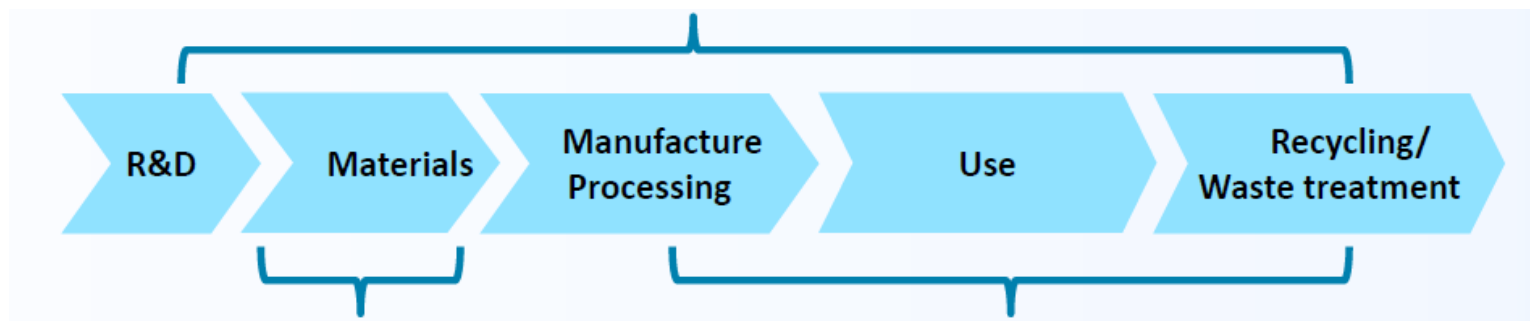 R&D
Materials
Manufacture
Processing
Use
Recycling/
Waste treatment